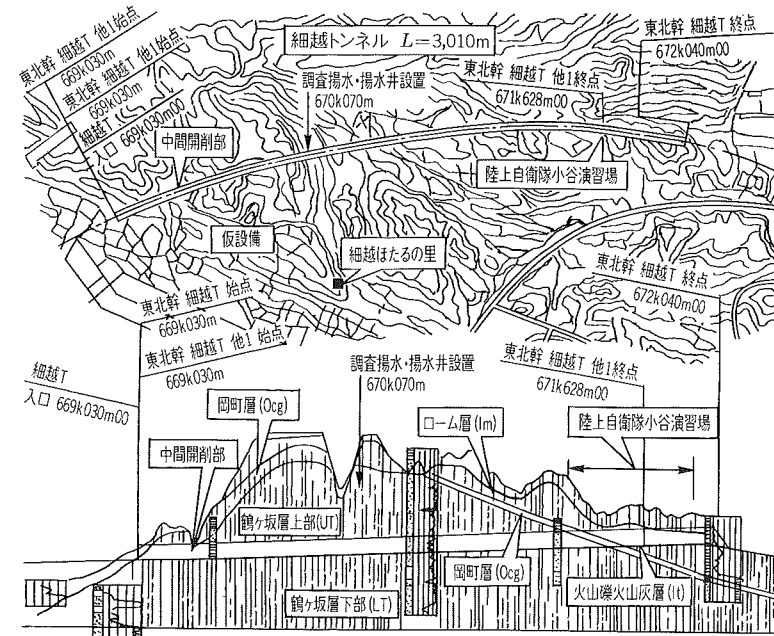 細越トンネル L=3,010m
東北幹 細越T 他1始点
669k030m
東北幹 細越T 他1始点
669k030m
細越T
入口 669k030m00
中間開削部
調査揚水・揚水井設置
670k070m
東北幹 細越T 他1終点
671k628m00
東北幹 細越T 終点
672k040m00
陸上自衛隊小谷演習場
仮設備
細越ほたるの里
東北幹 細越T 始点
669k030m
東北幹 細越T 他1 始点
669k030m
東北幹 細越T 終点
672k040m00
細越T
入口 669k030m00
調査揚水・揚水井設置
670k070m
東北幹 細越T 他1終点
671k628m00
岡町層(Ocg)
ローム層(lm)
陸上自衛隊小谷演習場
中間開削部
鶴ヶ坂層上部(UT)
岡町層(Ocg)
鶴ヶ坂層下部(LT)
火山礫火山灰層(It)